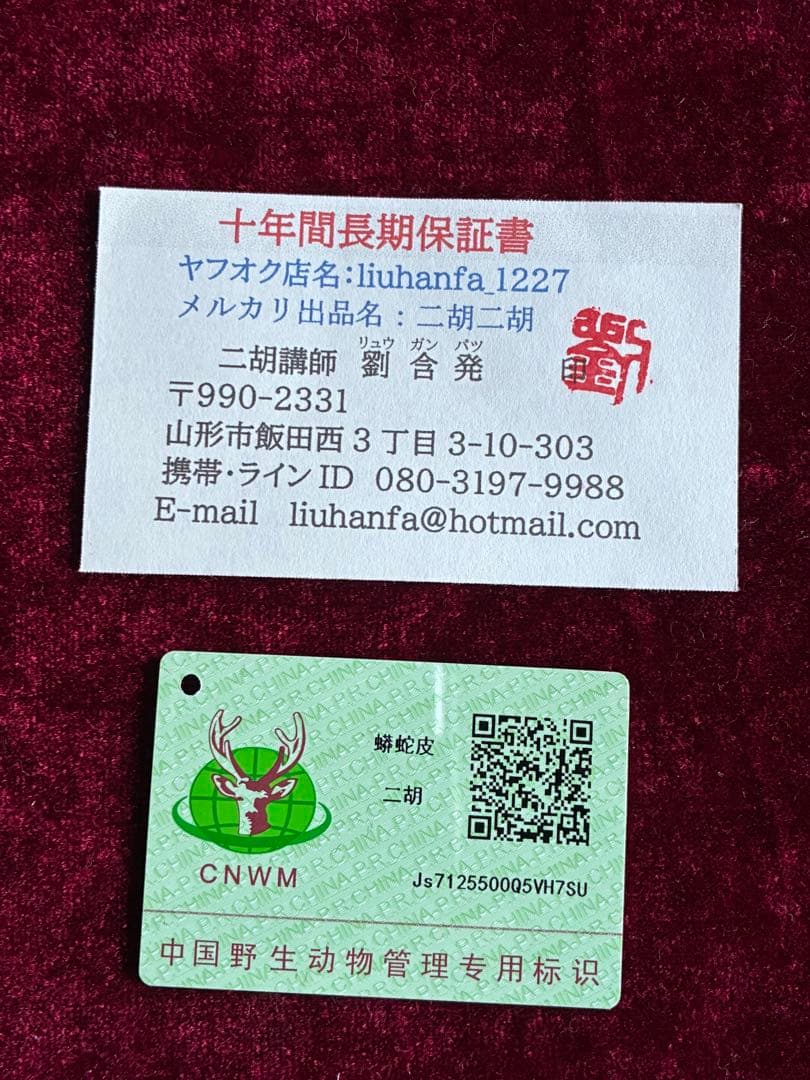 十年間長期保証書
ヤフオク店名：liuhanfa_1227
メルカリ出品名：二胡二胡
リュウ ガン パツ
二胡講師 劉 含 発 印
〒990-2331
山形市飯田西3丁目3-10-303
携帯・ラインID 080-3197-9988
E-mail liuhanfa@hotmail.com
蟒蛇皮
二胡
CNWM
Js7125500Q5VH7SU
中国野生动物管理专用标识